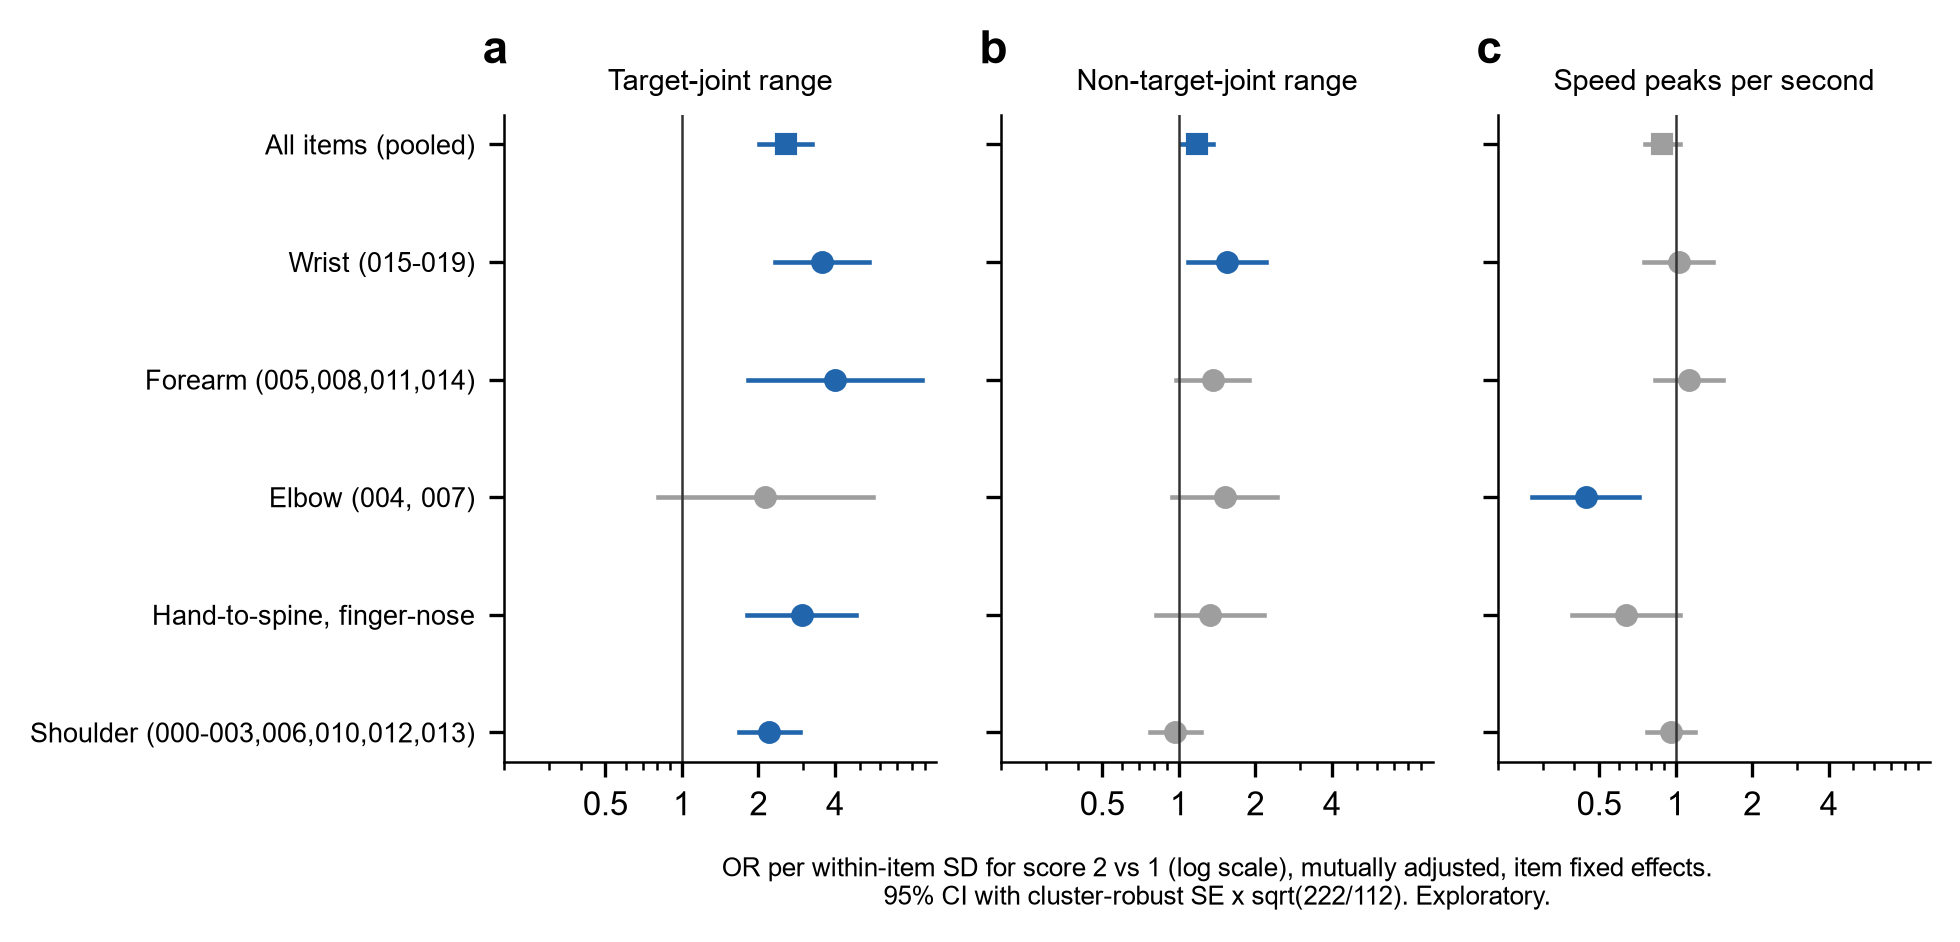 a
b
c
Target-joint range
Non-target-joint range
Speed peaks per second
All items (pooled)
Wrist (015-019)
Forearm (005,008,011,014)
Elbow (004, 007)
Hand-to-spine, finger-nose
Shoulder (000-003,006,010,012,013)
0.5 1 2 4
0.5 1 2 4
0.5 1 2 4
OR per within-item SD for score 2 vs 1 (log scale), mutually adjusted, item fixed effects.
95% CI with cluster-robust SE x sqrt(222/112). Exploratory.